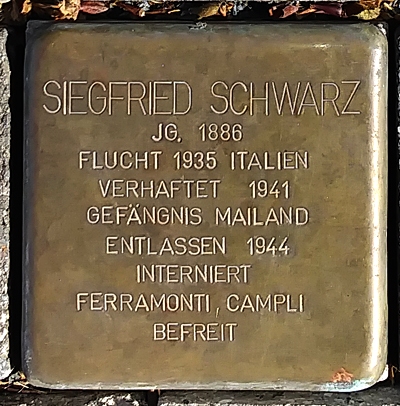 SIEGFRIED SCHWARZ
JG. 1886
FLUCHT 1935 ITALIEN
VERHAFTET 1941
GEFÄNGNIS MAILAND
ENTLASSEN 1944
INTERNIERT
FERRAMONTI, CAMPLI
BEFREIT